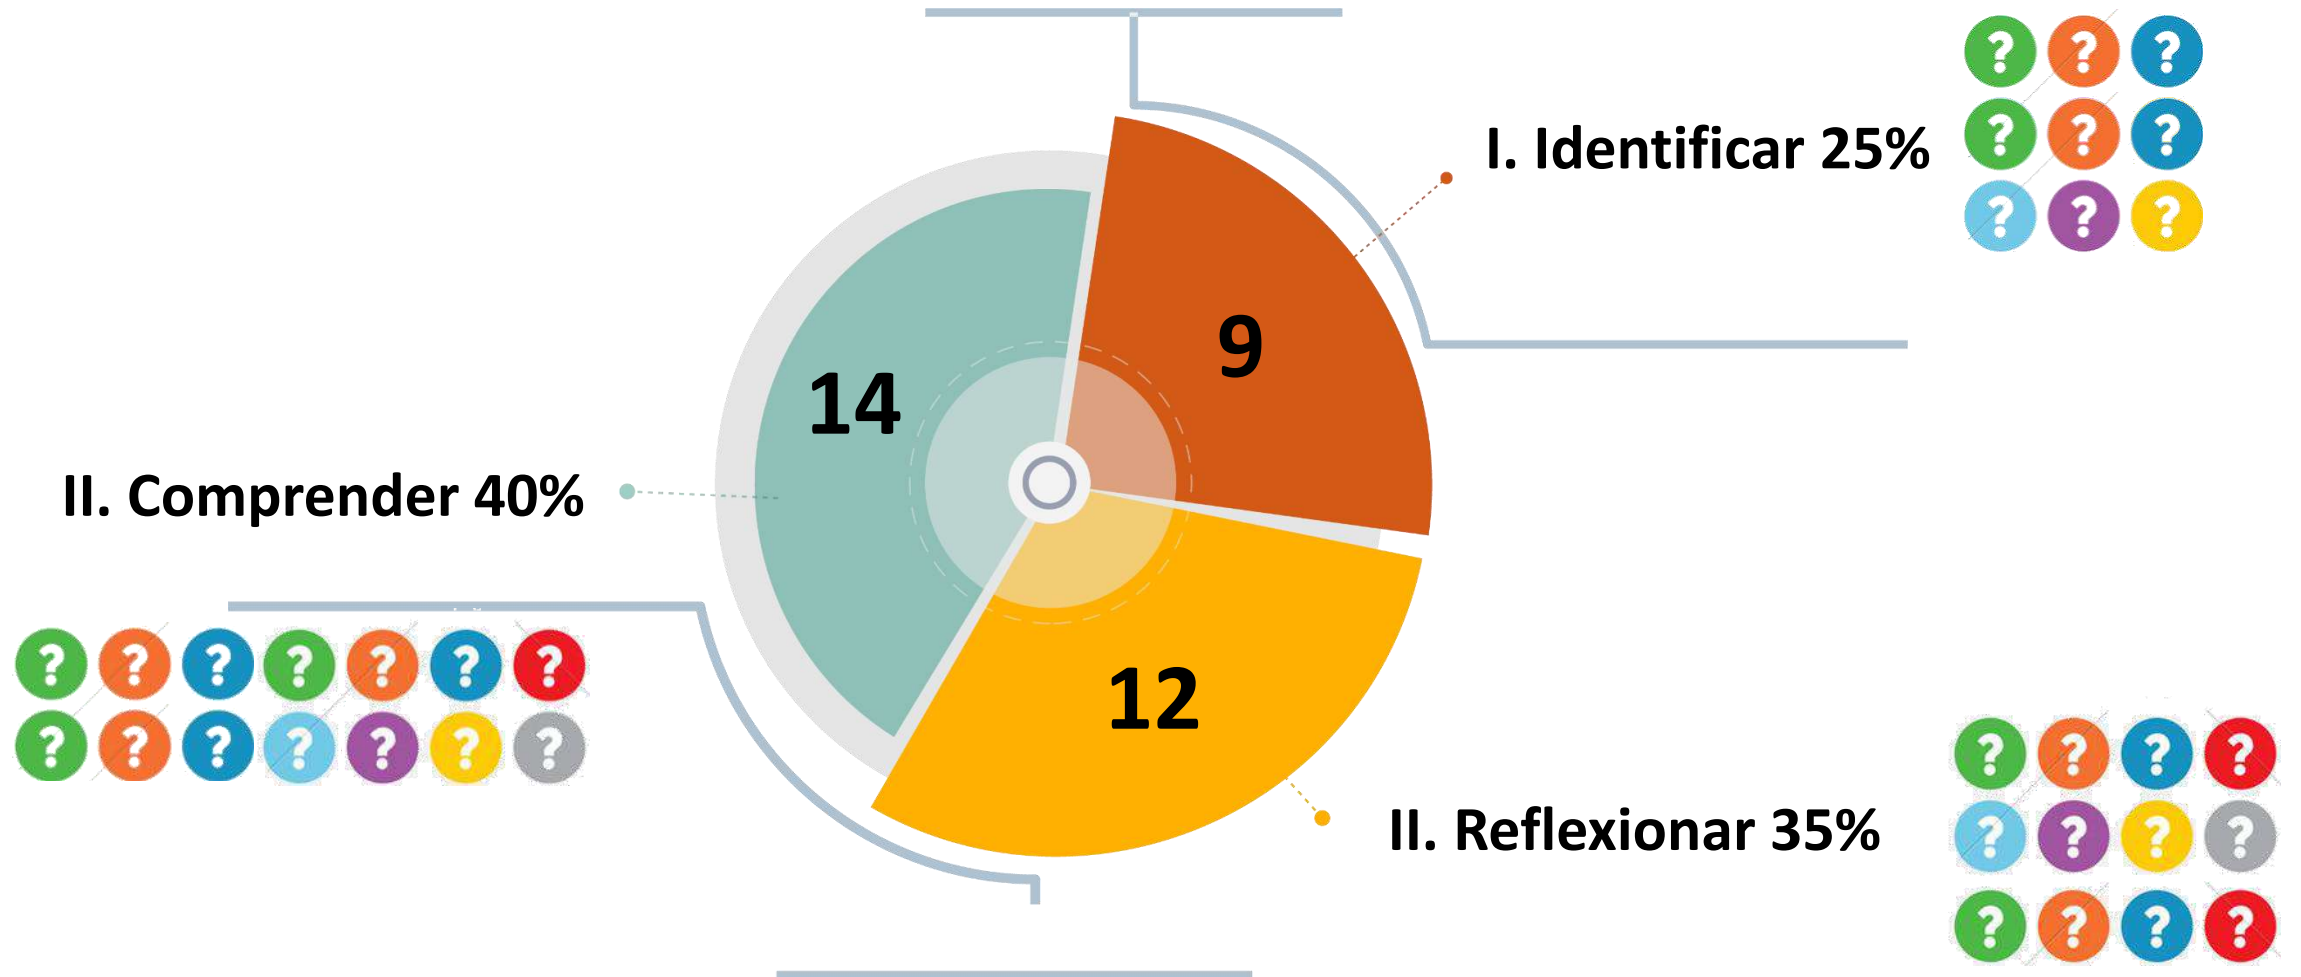 I. Identificar 25%
9
14
II. Comprender 40%
12
II. Reflexionar 35%
? ? ?
? ? ?
? ? ?
? ? ? ? ? ? ?
? ? ? ? ? ? ?
? ? ? ?
? ? ? ?
? ? ? ?